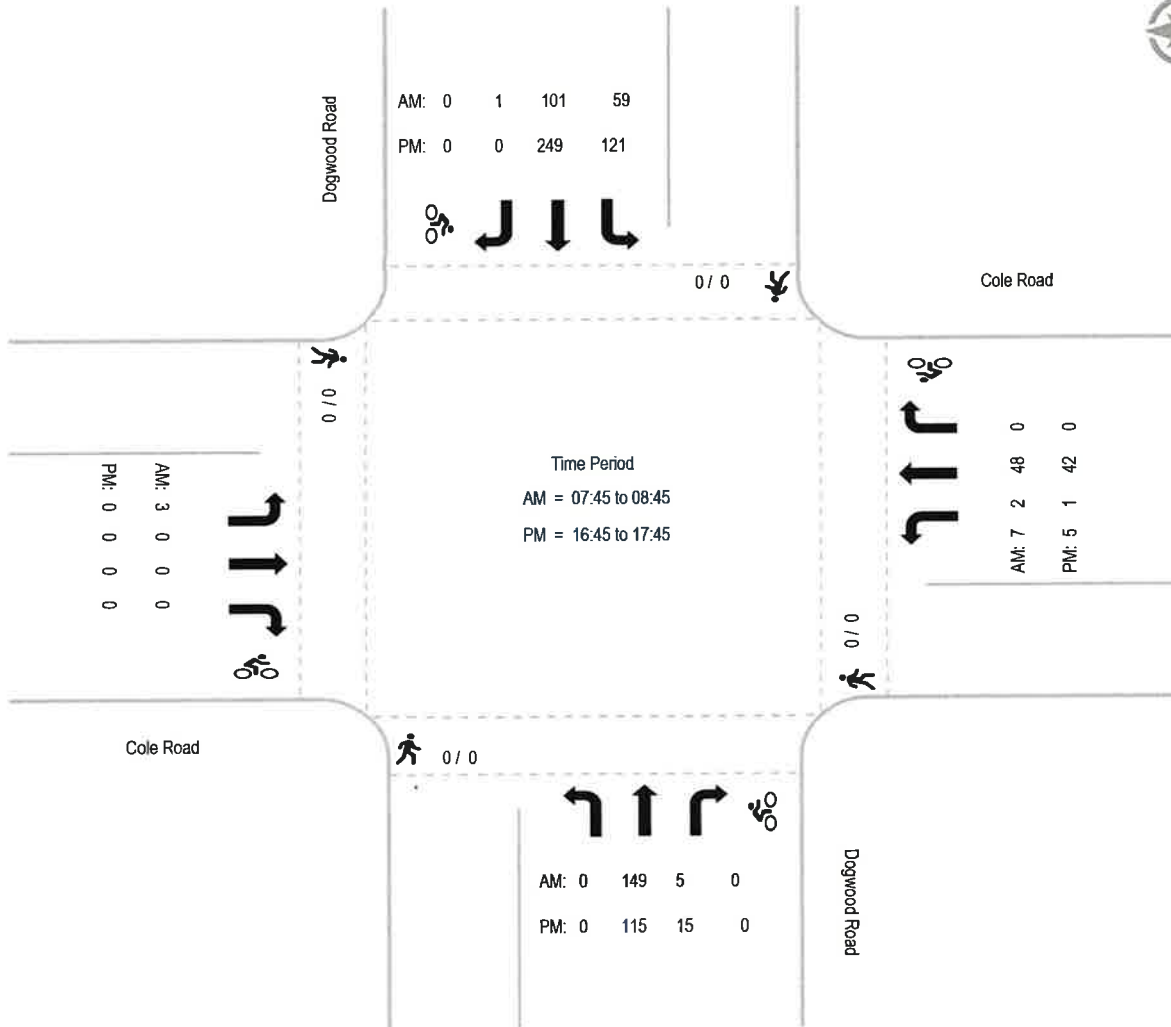 Dogwood Road
AM: 0 1 101 59
PM: 0 0 249 121
0 / 0
Cole Road
0 / 0
AM: 3 0 0 0
PM: 0 0 0 0
Time Period
AM = 07:45 to 08:45
PM = 16:45 to 17:45
AM: 7 2 48 0
PM: 5 1 42 0
0 / 0
Cole Road
0 / 0
AM: 0 149 5 0
PM: 0 115 15 0
Dogwood Road